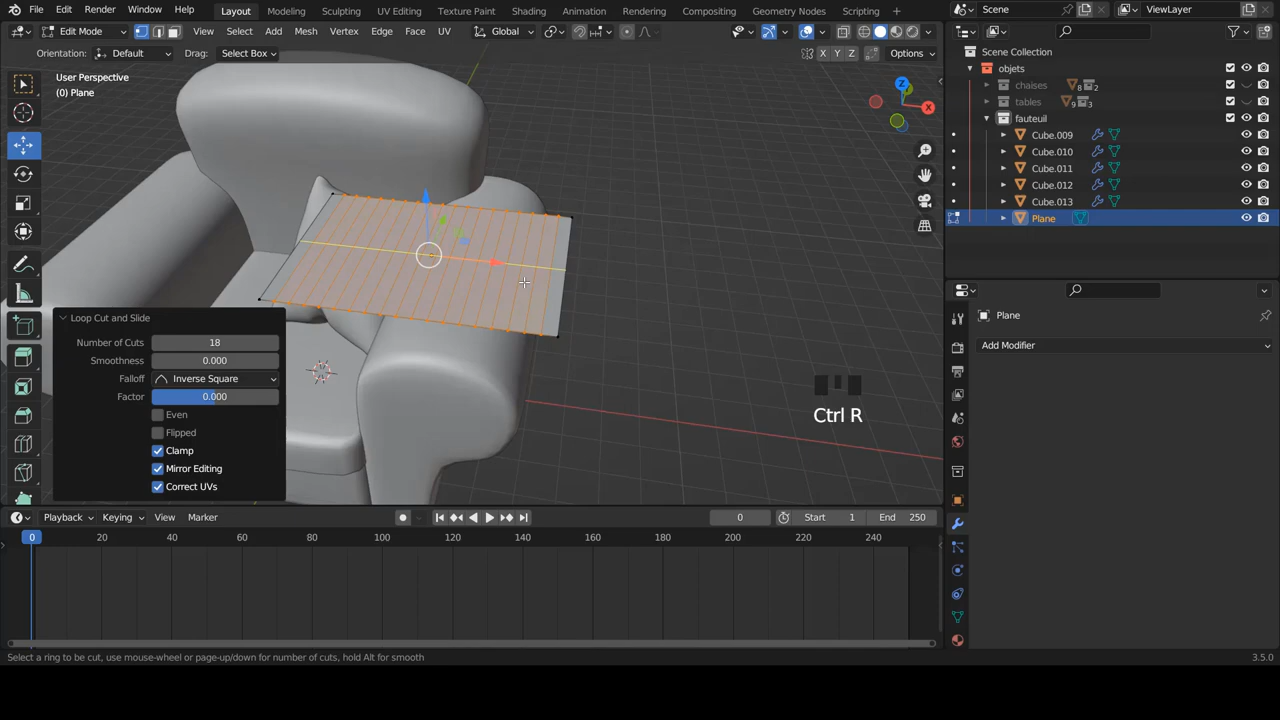 File Edit Render Window Help Layout Modeling Sculpting UV Editing Texture Paint Shading Animation Rendering Compositing Geometry Nodes Scripting + Scene ViewLayer
Edit Mode View Select Add Mesh Vertex Edge Face UV Global
Orientation: Default Drag: Select Box X Y Z Options
User Perspective
(0) Plane
Z
X
Scene Collection
objets
chaises 8 2
tables 9 3
fauteuil
Cube.009
Cube.010
Cube.011
Cube.012
Cube.013
Plane
Plane
Add Modifier
Loop Cut and Slide
Number of Cuts 18
Smoothness 0.000
Falloff Inverse Square
Factor 0.000
Even
Flipped
Clamp
Mirror Editing
Correct UVs
Ctrl R
Playback Keying View Marker 0 Start 1 End 250
0 20 40 60 80 100 120 140 160 180 200 220 240
Select a ring to be cut, use mouse-wheel or page-up/down for number of cuts, hold Alt for smooth 3.5.0